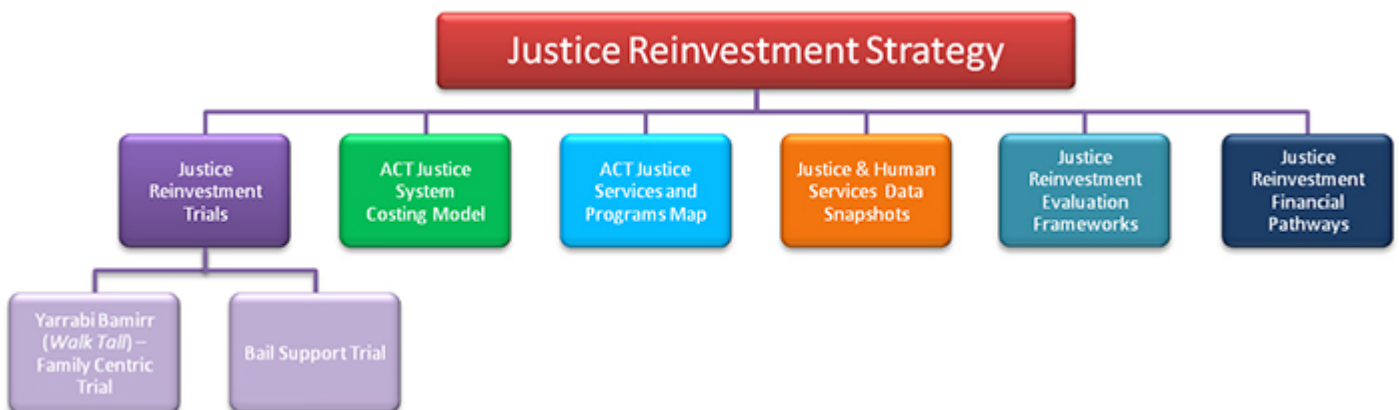 Justice Reinvestment Strategy
Justice
Reinvestment
Trials
ACT Justice
System
Costing Model
ACT Justice
Services and
Programs Map
Justice & Human
Services Data
Snapshots
Justice
Reinvestment
Evaluation
Frameworks
Justice
Reinvestment
Financial
Pathways
Yarrabi Bamirr
(Walk Tall) –
Family Centric
Trial
Bail Support Trial